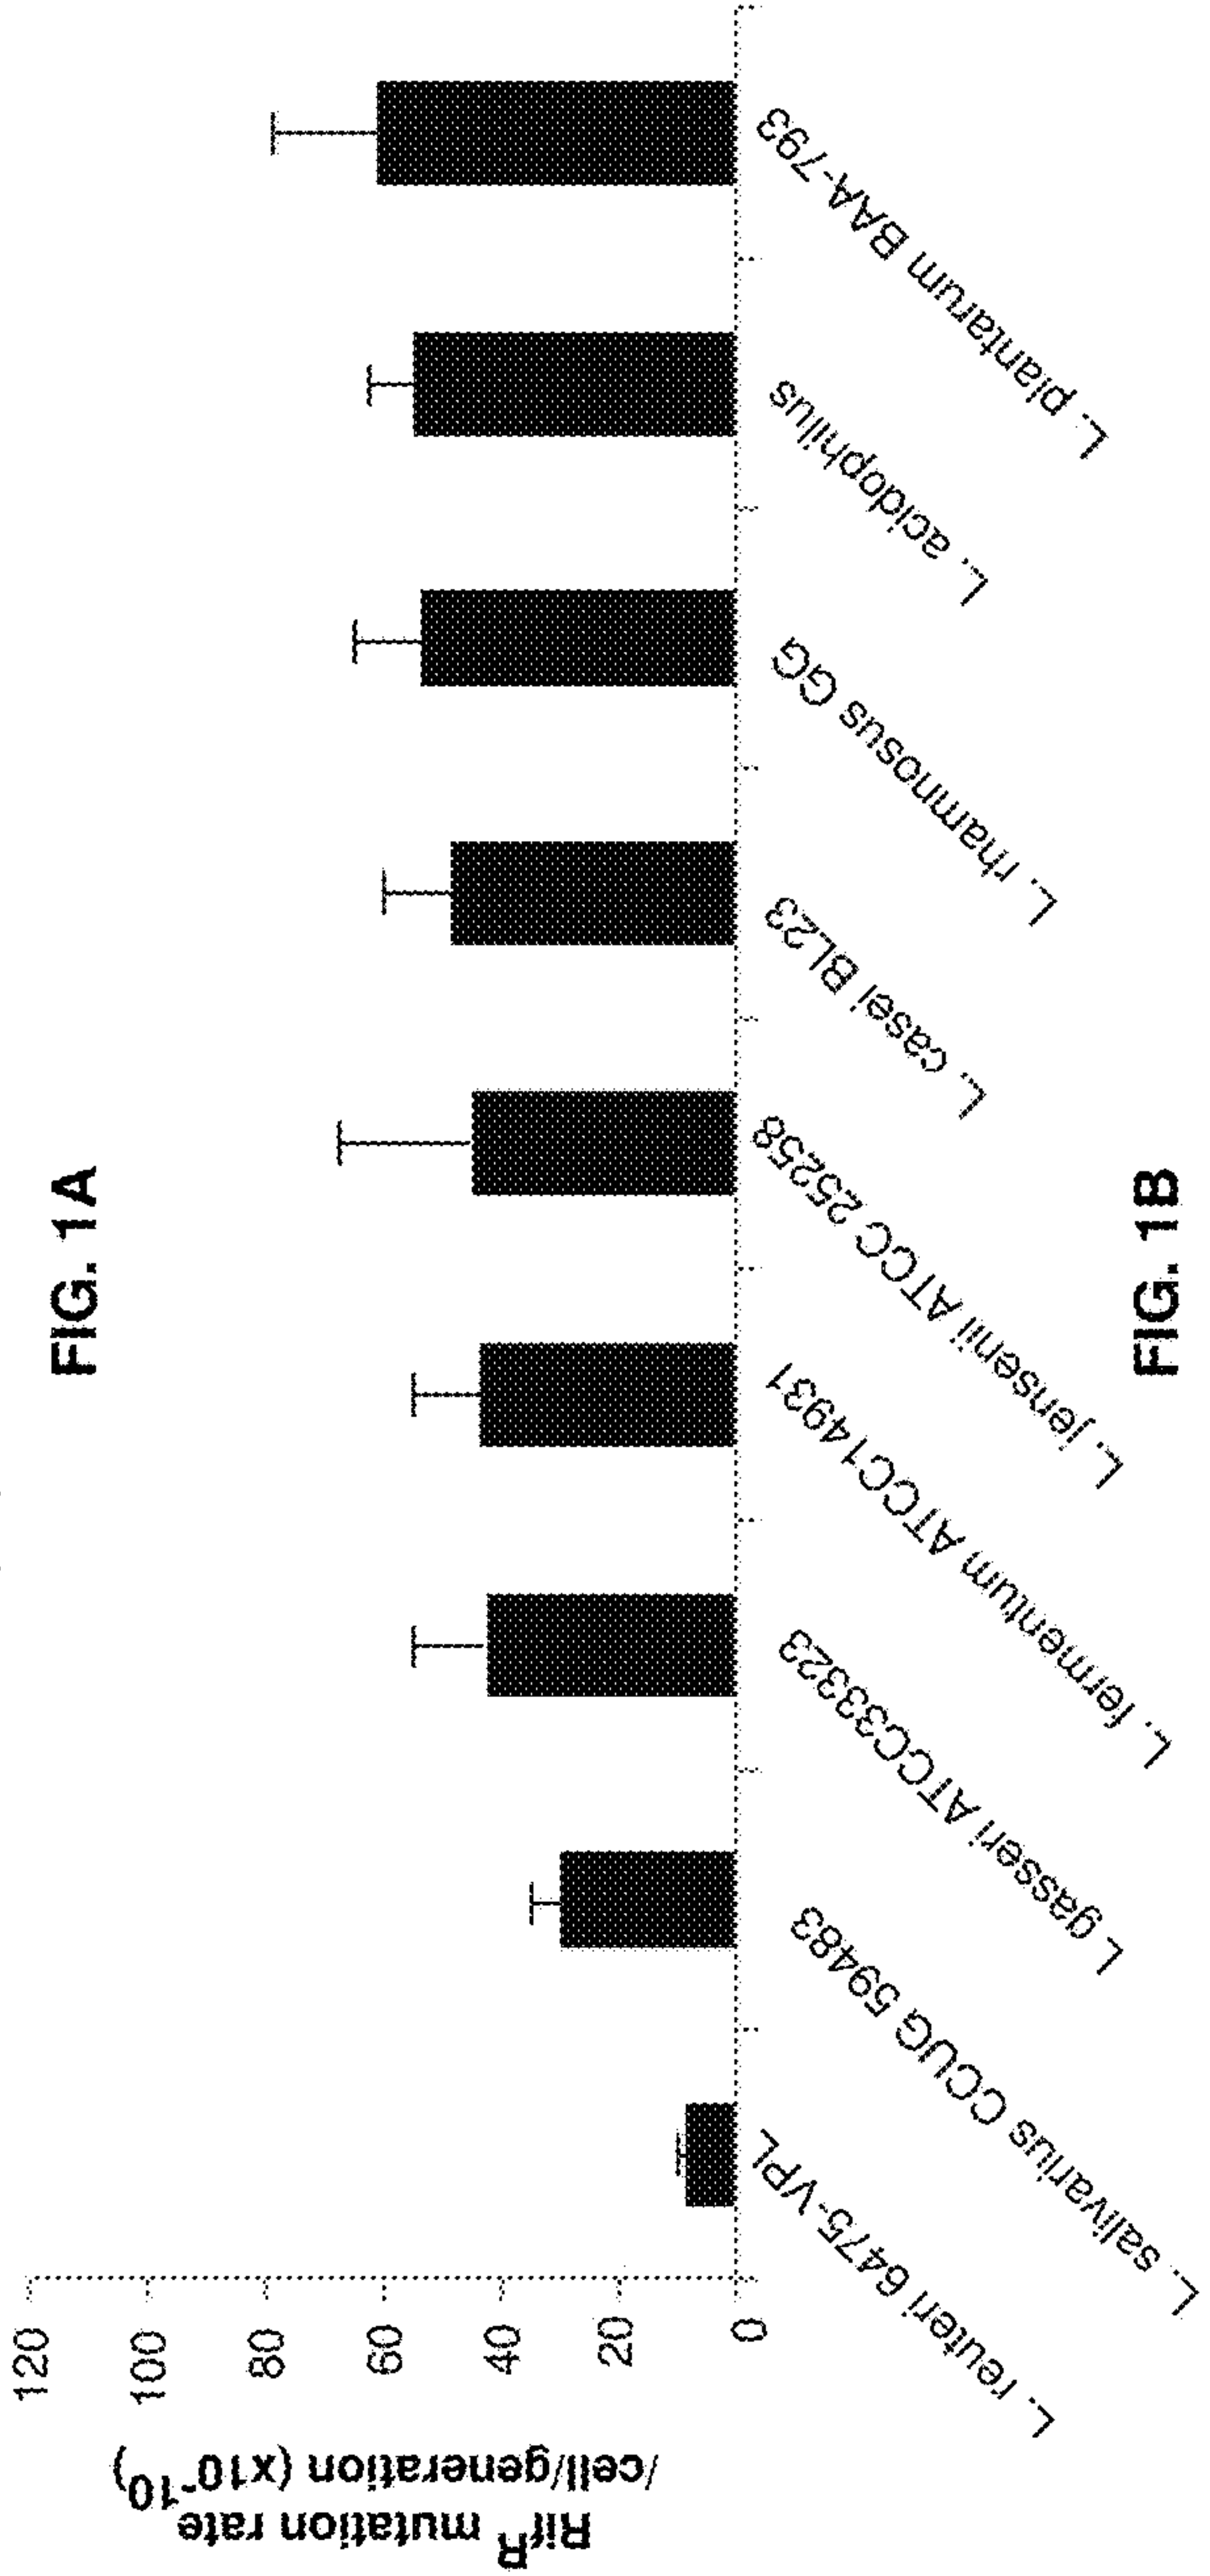 FIG. 1A
Rif^R mutation rate
/cell/generation (x10^-10)
120
100
80
60
40
20
0
L. reuteri 6475-VPL
L. salivarius CCUG 59483
L gasseri ATCC33323
L. fermentum ATCC14931
L. jensenii ATCC 25258
L. casei BL23
L. rhamnosus GG
L. acidophilus
L. plantarum BAA-793
FIG. 1B